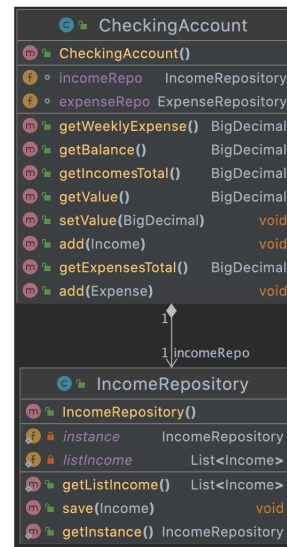 CheckingAccount
CheckingAccount()
incomeRepo IncomeRepository
expenseRepo ExpenseRepository
getWeeklyExpense() BigDecimal
getBalance() BigDecimal
getIncomesTotal() BigDecimal
getValue() BigDecimal
setValue(BigDecimal) void
add(Income) void
getExpensesTotal() BigDecimal
add(Expense) void
1
1 incomeRepo
IncomeRepository
IncomeRepository()
instance IncomeRepository
listIncome List<Income>
getListIncome() List<Income>
save(Income) void
getInstance() IncomeRepository